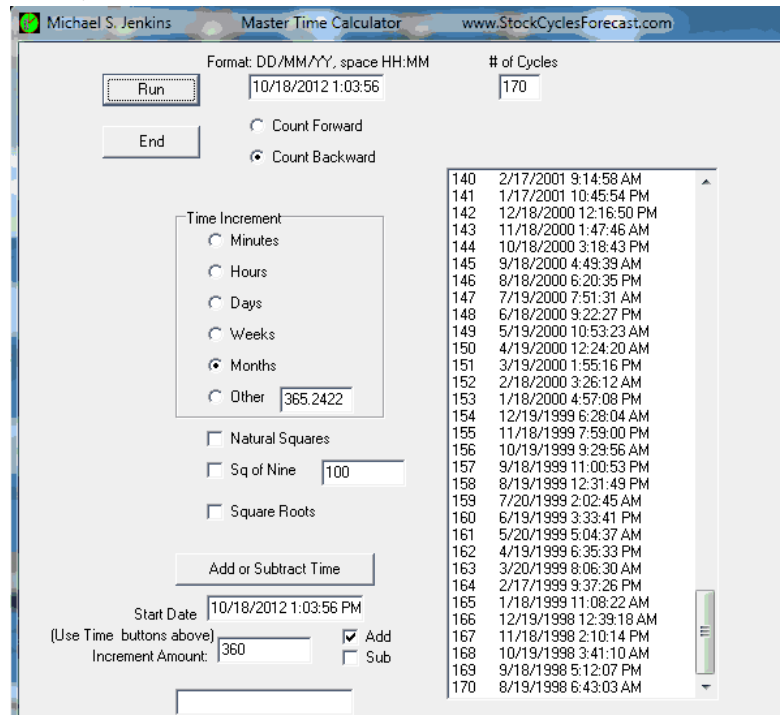 Michael S. Jenkins Master Time Calculator www.StockCyclesForecast.com
Format: DD/MM/YY, space HH:MM # of Cycles
Run 10/18/2012 1:03:56 170
End
Count Forward
Count Backward
Time Increment
Minutes
Hours
Days
Weeks
Months
Other 365.2422
Natural Squares
Sq of Nine 100
Square Roots
Add or Subtract Time
Start Date 10/18/2012 1:03:56 PM
(Use Time buttons above)
Increment Amount: 360
Add
Sub
140 2/17/2001 9:14:58 AM
141 1/17/2001 10:45:54 PM
142 12/18/2000 12:16:50 PM
143 11/18/2000 1:47:46 AM
144 10/18/2000 3:18:43 PM
145 9/18/2000 4:49:39 AM
146 8/18/2000 6:20:35 PM
147 7/19/2000 7:51:31 AM
148 6/18/2000 9:22:27 PM
149 5/19/2000 10:53:23 AM
150 4/19/2000 12:24:20 AM
151 3/19/2000 1:55:16 PM
152 2/18/2000 3:26:12 AM
153 1/18/2000 4:57:08 PM
154 12/19/1999 6:28:04 AM
155 11/18/1999 7:59:00 PM
156 10/19/1999 9:29:56 AM
157 9/18/1999 11:00:53 PM
158 8/19/1999 12:31:49 PM
159 7/20/1999 2:02:45 AM
160 6/19/1999 3:33:41 PM
161 5/20/1999 5:04:37 AM
162 4/19/1999 6:35:33 PM
163 3/20/1999 8:06:30 AM
164 2/17/1999 9:37:26 PM
165 1/18/1999 11:08:22 AM
166 12/19/1998 12:39:18 AM
167 11/18/1998 2:10:14 PM
168 10/19/1998 3:41:10 AM
169 9/18/1998 5:12:07 PM
170 8/19/1998 6:43:03 AM